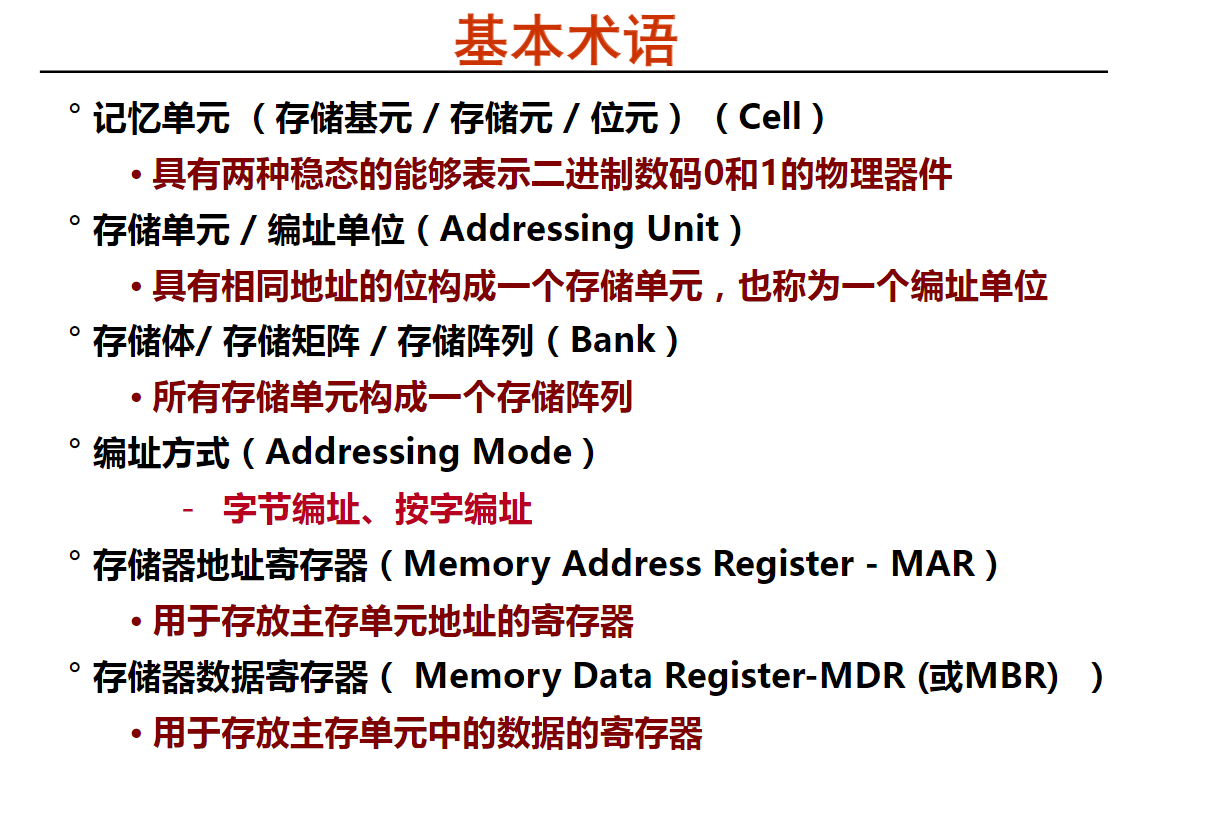 基本术语
° 记忆单元 （存储基元 / 存储元 / 位元）（Cell）
• 具有两种稳态的能够表示二进制数码0和1的物理器件
° 存储单元 / 编址单位（Addressing Unit）
• 具有相同地址的位构成一个存储单元，也称为一个编址单位
° 存储体/ 存储矩阵 / 存储阵列（Bank）
• 所有存储单元构成一个存储阵列
° 编址方式（Addressing Mode）
- 字节编址、按字编址
° 存储器地址寄存器（Memory Address Register - MAR）
• 用于存放主存单元地址的寄存器
° 存储器数据寄存器（ Memory Data Register-MDR (或MBR) ）
• 用于存放主存单元中的数据的寄存器